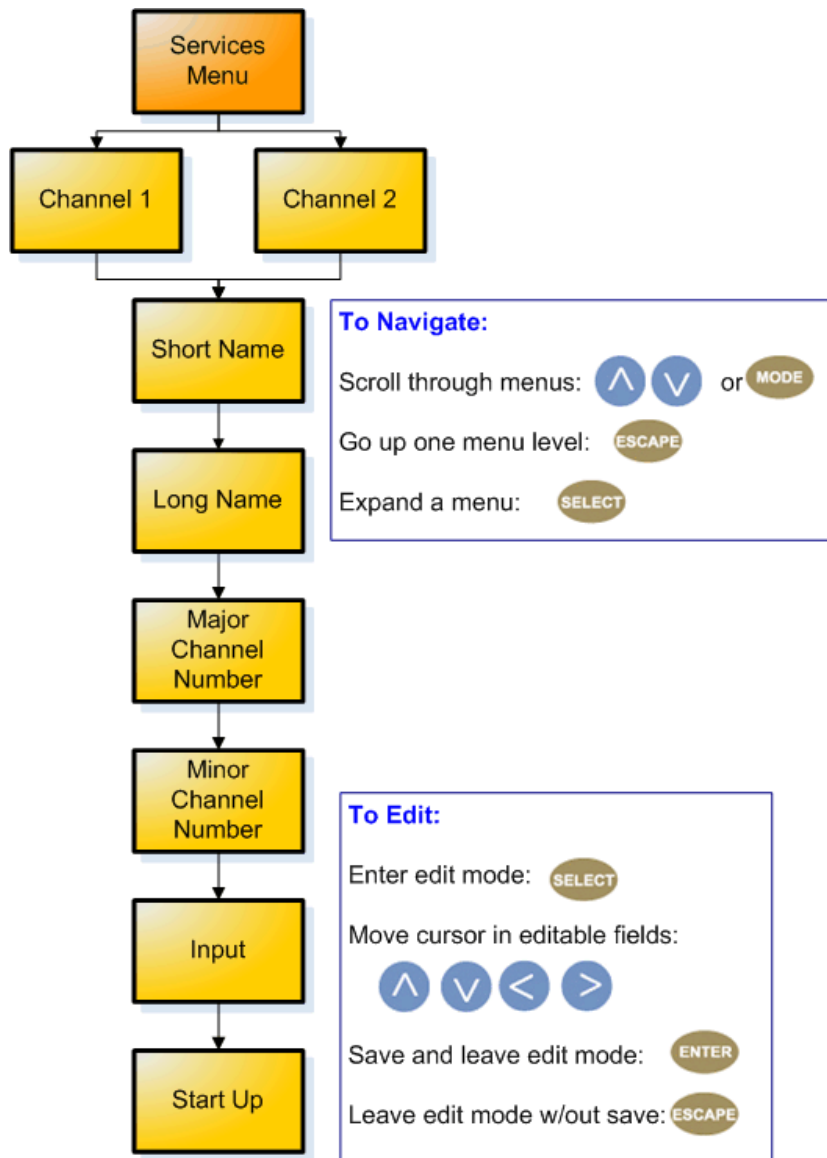 Services
Menu
Channel 1
Channel 2
Short Name
To Navigate:
Scroll through menus: ∧ ∨ or MODE
Go up one menu level: ESCAPE
Expand a menu: SELECT
Long Name
Major
Channel
Number
Minor
Channel
Number
To Edit:
Enter edit mode: SELECT
Move cursor in editable fields:
∧ ∨ < >
Save and leave edit mode: ENTER
Leave edit mode w/out save: ESCAPE
Input
Start Up